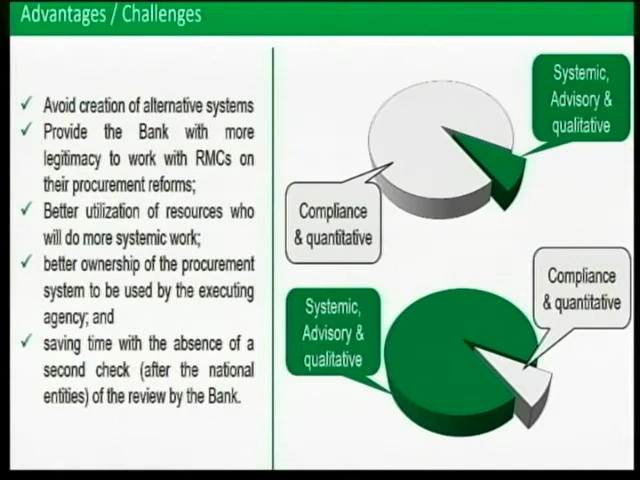 Advantages / Challenges
✓ Avoid creation of alternative systems
✓ Provide the Bank with more
legitimacy to work with RMCs on
their procurement reforms;
✓ Better utilization of resources who
will do more systemic work;
✓ better ownership of the procurement
system to be used by the executing
agency; and
✓ saving time with the absence of a
second check (after the national
entities) of the review by the Bank.
Systemic,
Advisory &
qualitative
Compliance
& quantitative
Compliance
& quantitative
Systemic,
Advisory &
qualitative